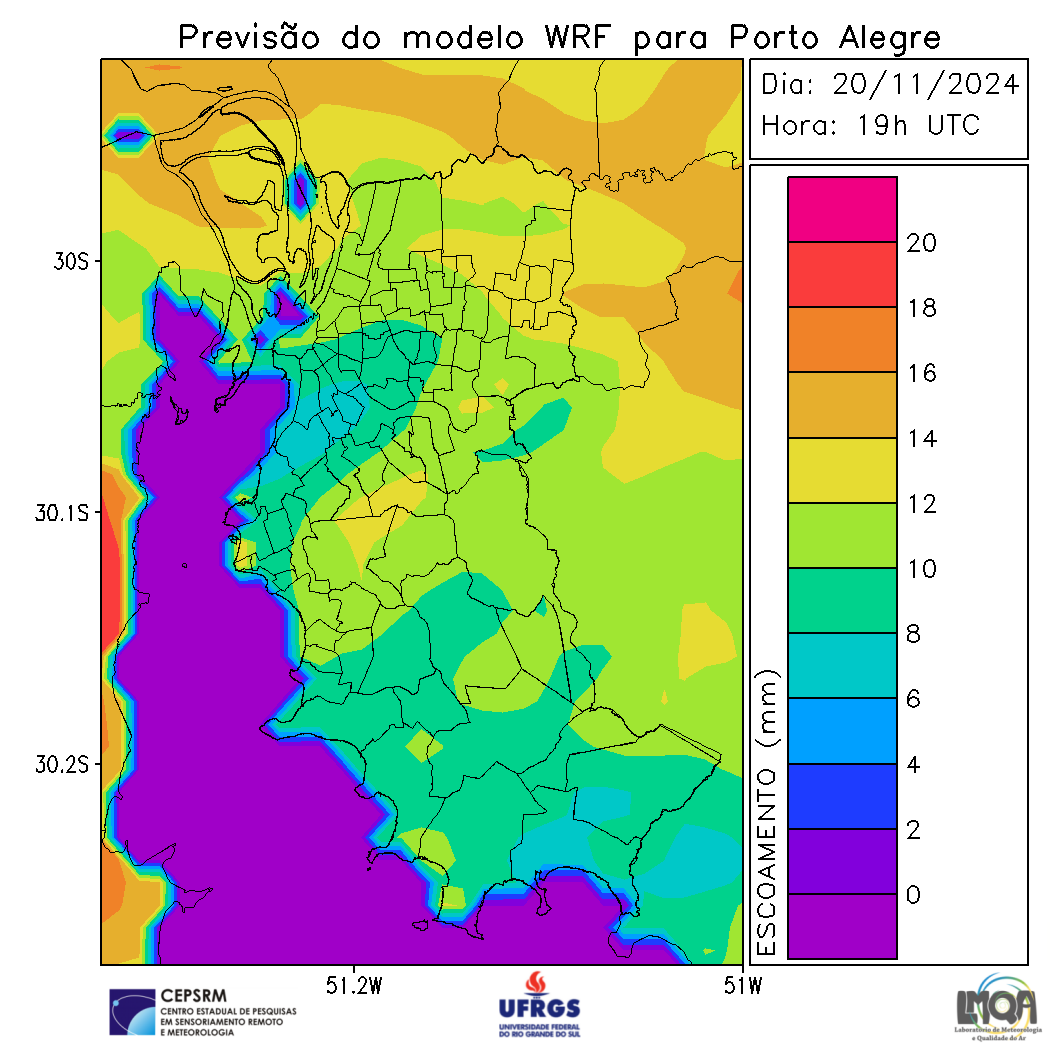 Previsão do modelo WRF para Porto Alegre
Dia: 20/11/2024
Hora: 19h UTC
30S
30.1S
30.2S
51.2W
51W
ESCOAMENTO (mm)
20
18
16
14
12
10
8
6
4
2
0
CEPSRM
CENTRO ESTADUAL DE PESQUISAS
EM SENSORIAMENTO REMOTO
E METEOROLOGIA
UFRGS
UNIVERSIDADE FEDERAL
DO RIO GRANDE DO SUL
LMQA
Laboratório de Meteorologia
e Qualidade do Ar